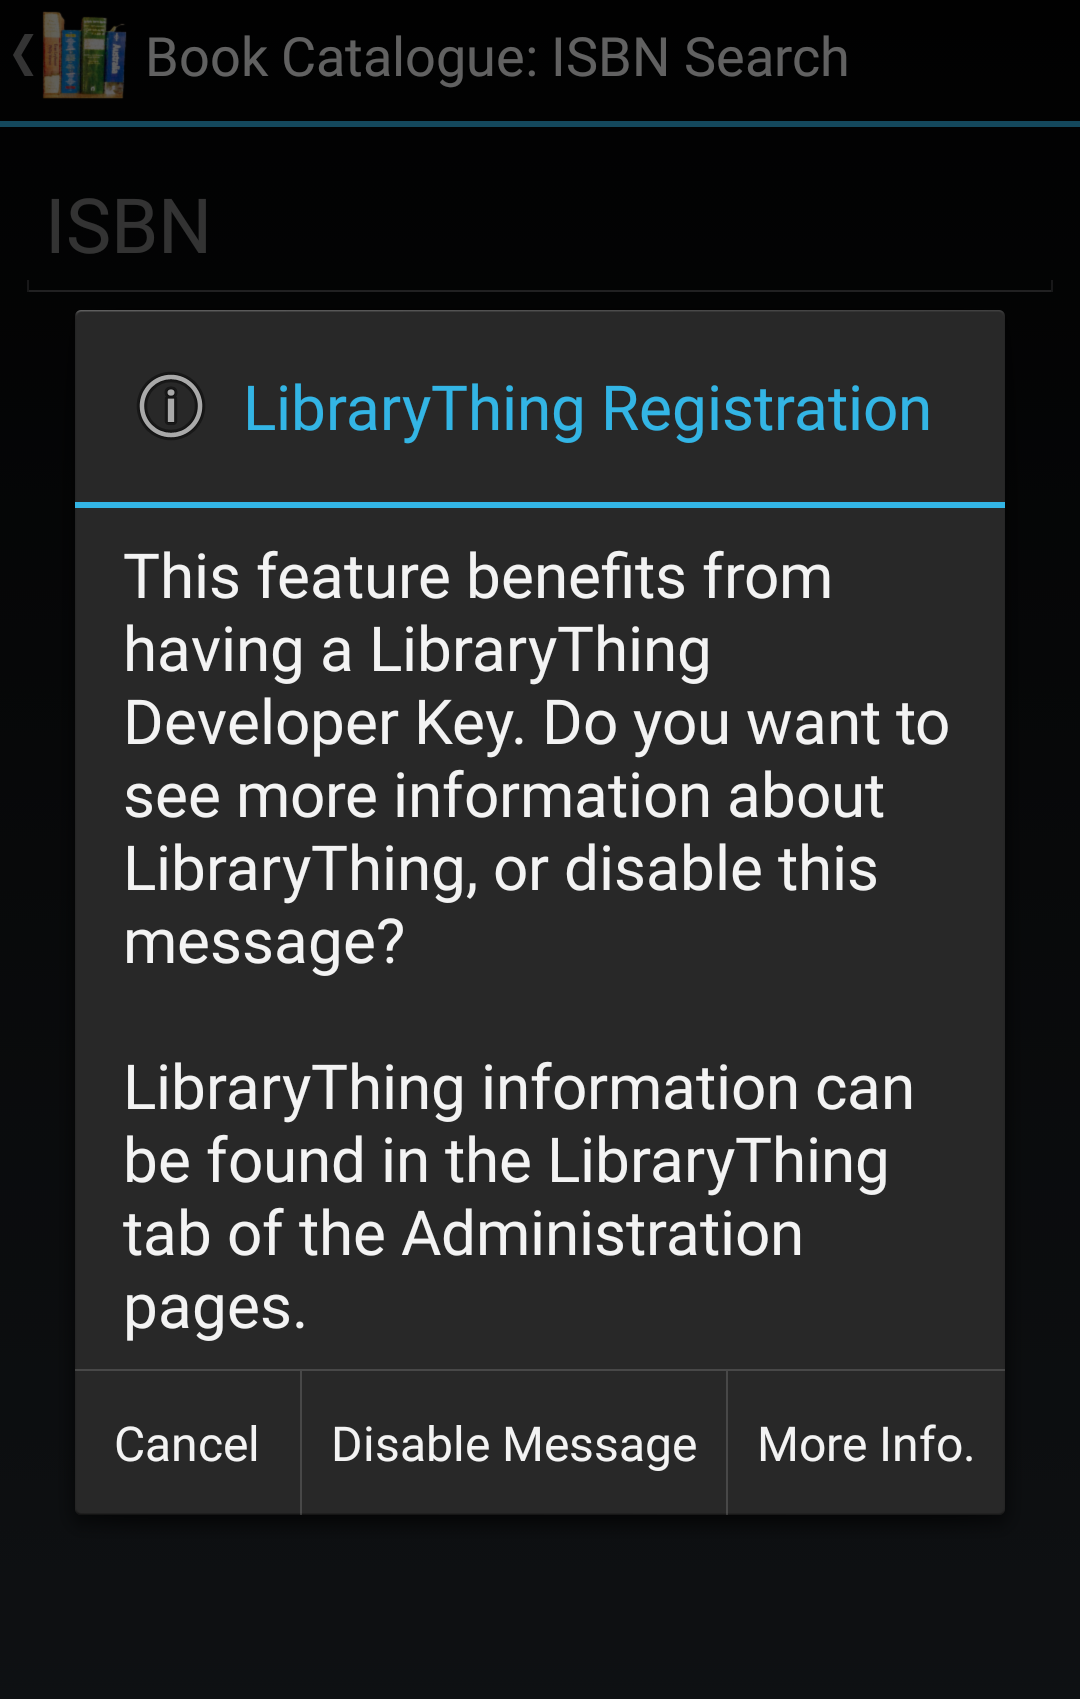 Book Catalogue: ISBN Search
ISBN
LibraryThing Registration
This feature benefits from
having a LibraryThing
Developer Key. Do you want to
see more information about
LibraryThing, or disable this
message?
LibraryThing information can
be found in the LibraryThing
tab of the Administration
pages.
Cancel
Disable Message
More Info.